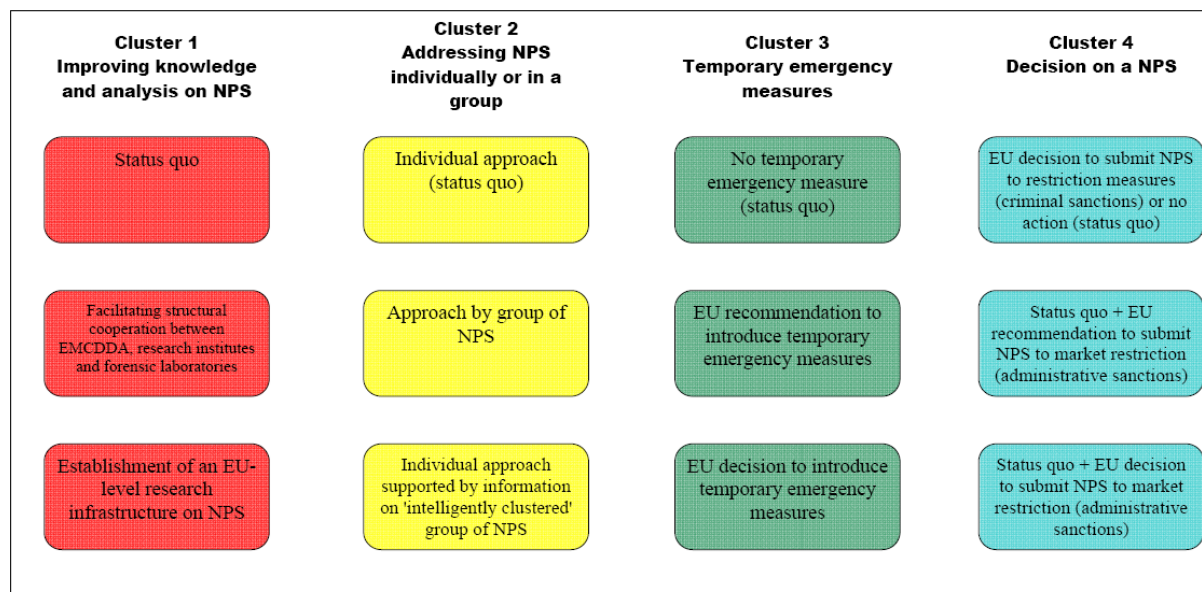 Cluster 1
Improving knowledge
and analysis on NPS
Cluster 2
Addressing NPS
individually or in a
group
Cluster 3
Temporary emergency
measures
Cluster 4
Decision on a NPS
Status quo
Individual approach
(status quo)
No temporary
emergency measure
(status quo)
EU decision to submit NPS
to restriction measures
(criminal sanctions) or no
action (status quo)
Facilitating structural
cooperation between
EMCDDA, research institutes
and forensic laboratories
Approach by group of
NPS
EU recommendation to
introduce temporary
emergency measures
Status quo + EU
recommendation to submit
NPS to market restriction
(administrative sanctions)
Establishment of an EU-
level research
infrastructure on NPS
Individual approach
supported by information
on 'intelligently clustered'
group of NPS
EU decision to introduce
temporary emergency
measures
Status quo + EU decision
to submit NPS to market
restriction (administrative
sanctions)